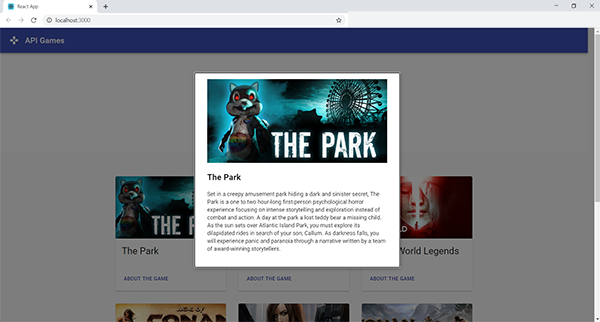 React App
localhost:3000
API Games
THE PARK
The Park
Set in a creepy amusement park hiding a dark and sinister secret, The
Park is a one to two hour-long first-person psychological horror
experience focusing on intense storytelling and exploration instead of
combat and action. A day at the park a lost teddy bear a missing child.
As the sun sets over Atlantic Island Park, you must explore its
dilapidated rides in search of your son, Callum. As darkness falls, you
will experience panic and paranoia through a narrative written by a team
of award-winning storytellers.
THE
LD
The Park
World Legends
ABOUT THE GAME
ABOUT THE GAME
ABOUT THE GAME
CONAN
CONAN